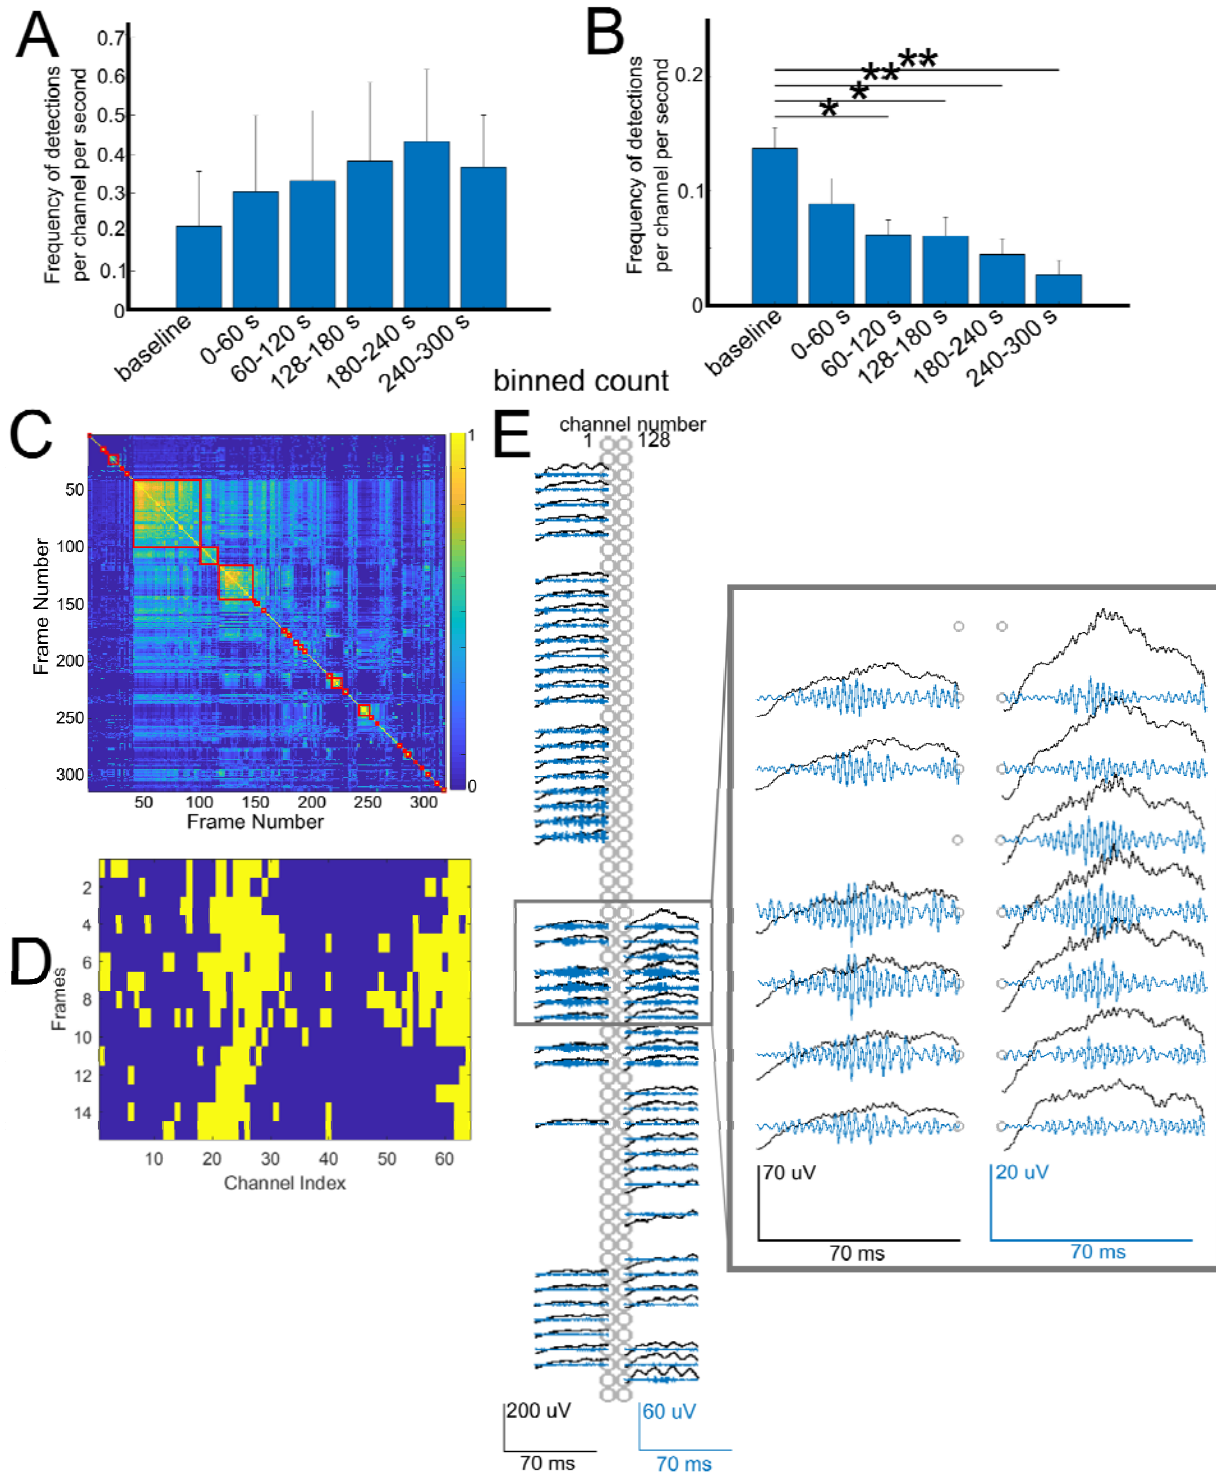 A
Frequency of detections
per channel per second
0.7
0.6
0.5
0.4
0.3
0.2
0.1
0
baseline
0-60 s
60-120 s
128-180 s
180-240 s
240-300 s
B
Frequency of detections
per channel per second
0.2
0.1
0
*
*
**
**
baseline
0-60 s
60-120 s
128-180 s
180-240 s
240-300 s
binned count
C
Frame Number
50
100
150
200
250
300
50 100 150 200 250 300
Frame Number
1
0
D
Frames
2
4
6
8
10
12
14
10 20 30 40 50 60
Channel Index
E
channel number
1 128
200 uV
70 ms
60 uV
70 ms
70 uV
70 ms
20 uV
70 ms